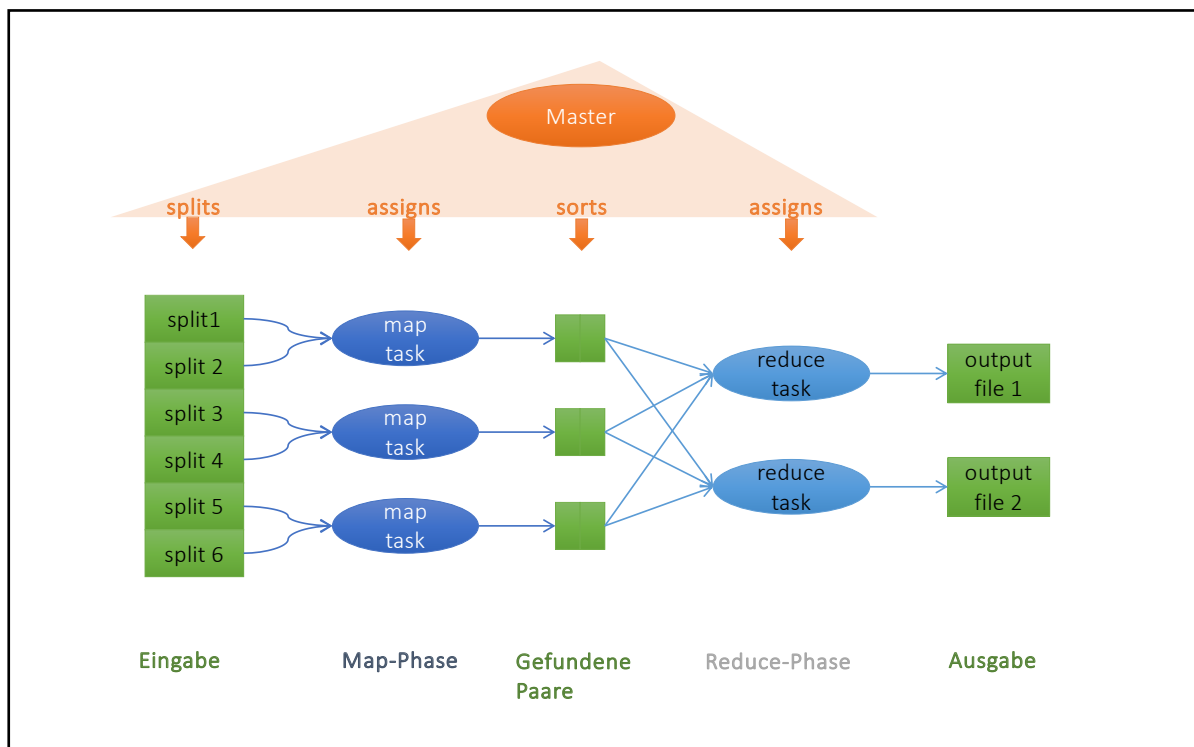 Master
splits
assigns
sorts
assigns
split1
split 2
split 3
split 4
split 5
split 6
map
task
map
task
map
task
reduce
task
reduce
task
output
file 1
output
file 2
Eingabe
Map-Phase
Gefundene
Paare
Reduce-Phase
Ausgabe